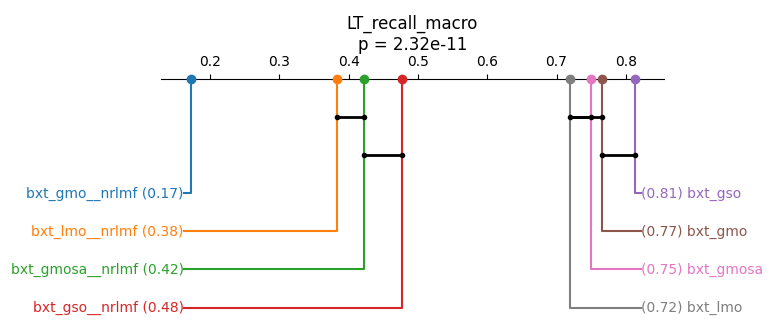 LT_recall_macro
p = 2.32e-11
0.2 0.3 0.4 0.5 0.6 0.7 0.8
bxt_gmo__nrlmf (0.17) (0.81) bxt_gso
bxt_lmo__nrlmf (0.38) (0.77) bxt_gmo
bxt_gmosa__nrlmf (0.42) (0.75) bxt_gmosa
bxt_gso__nrlmf (0.48) (0.72) bxt_lmo